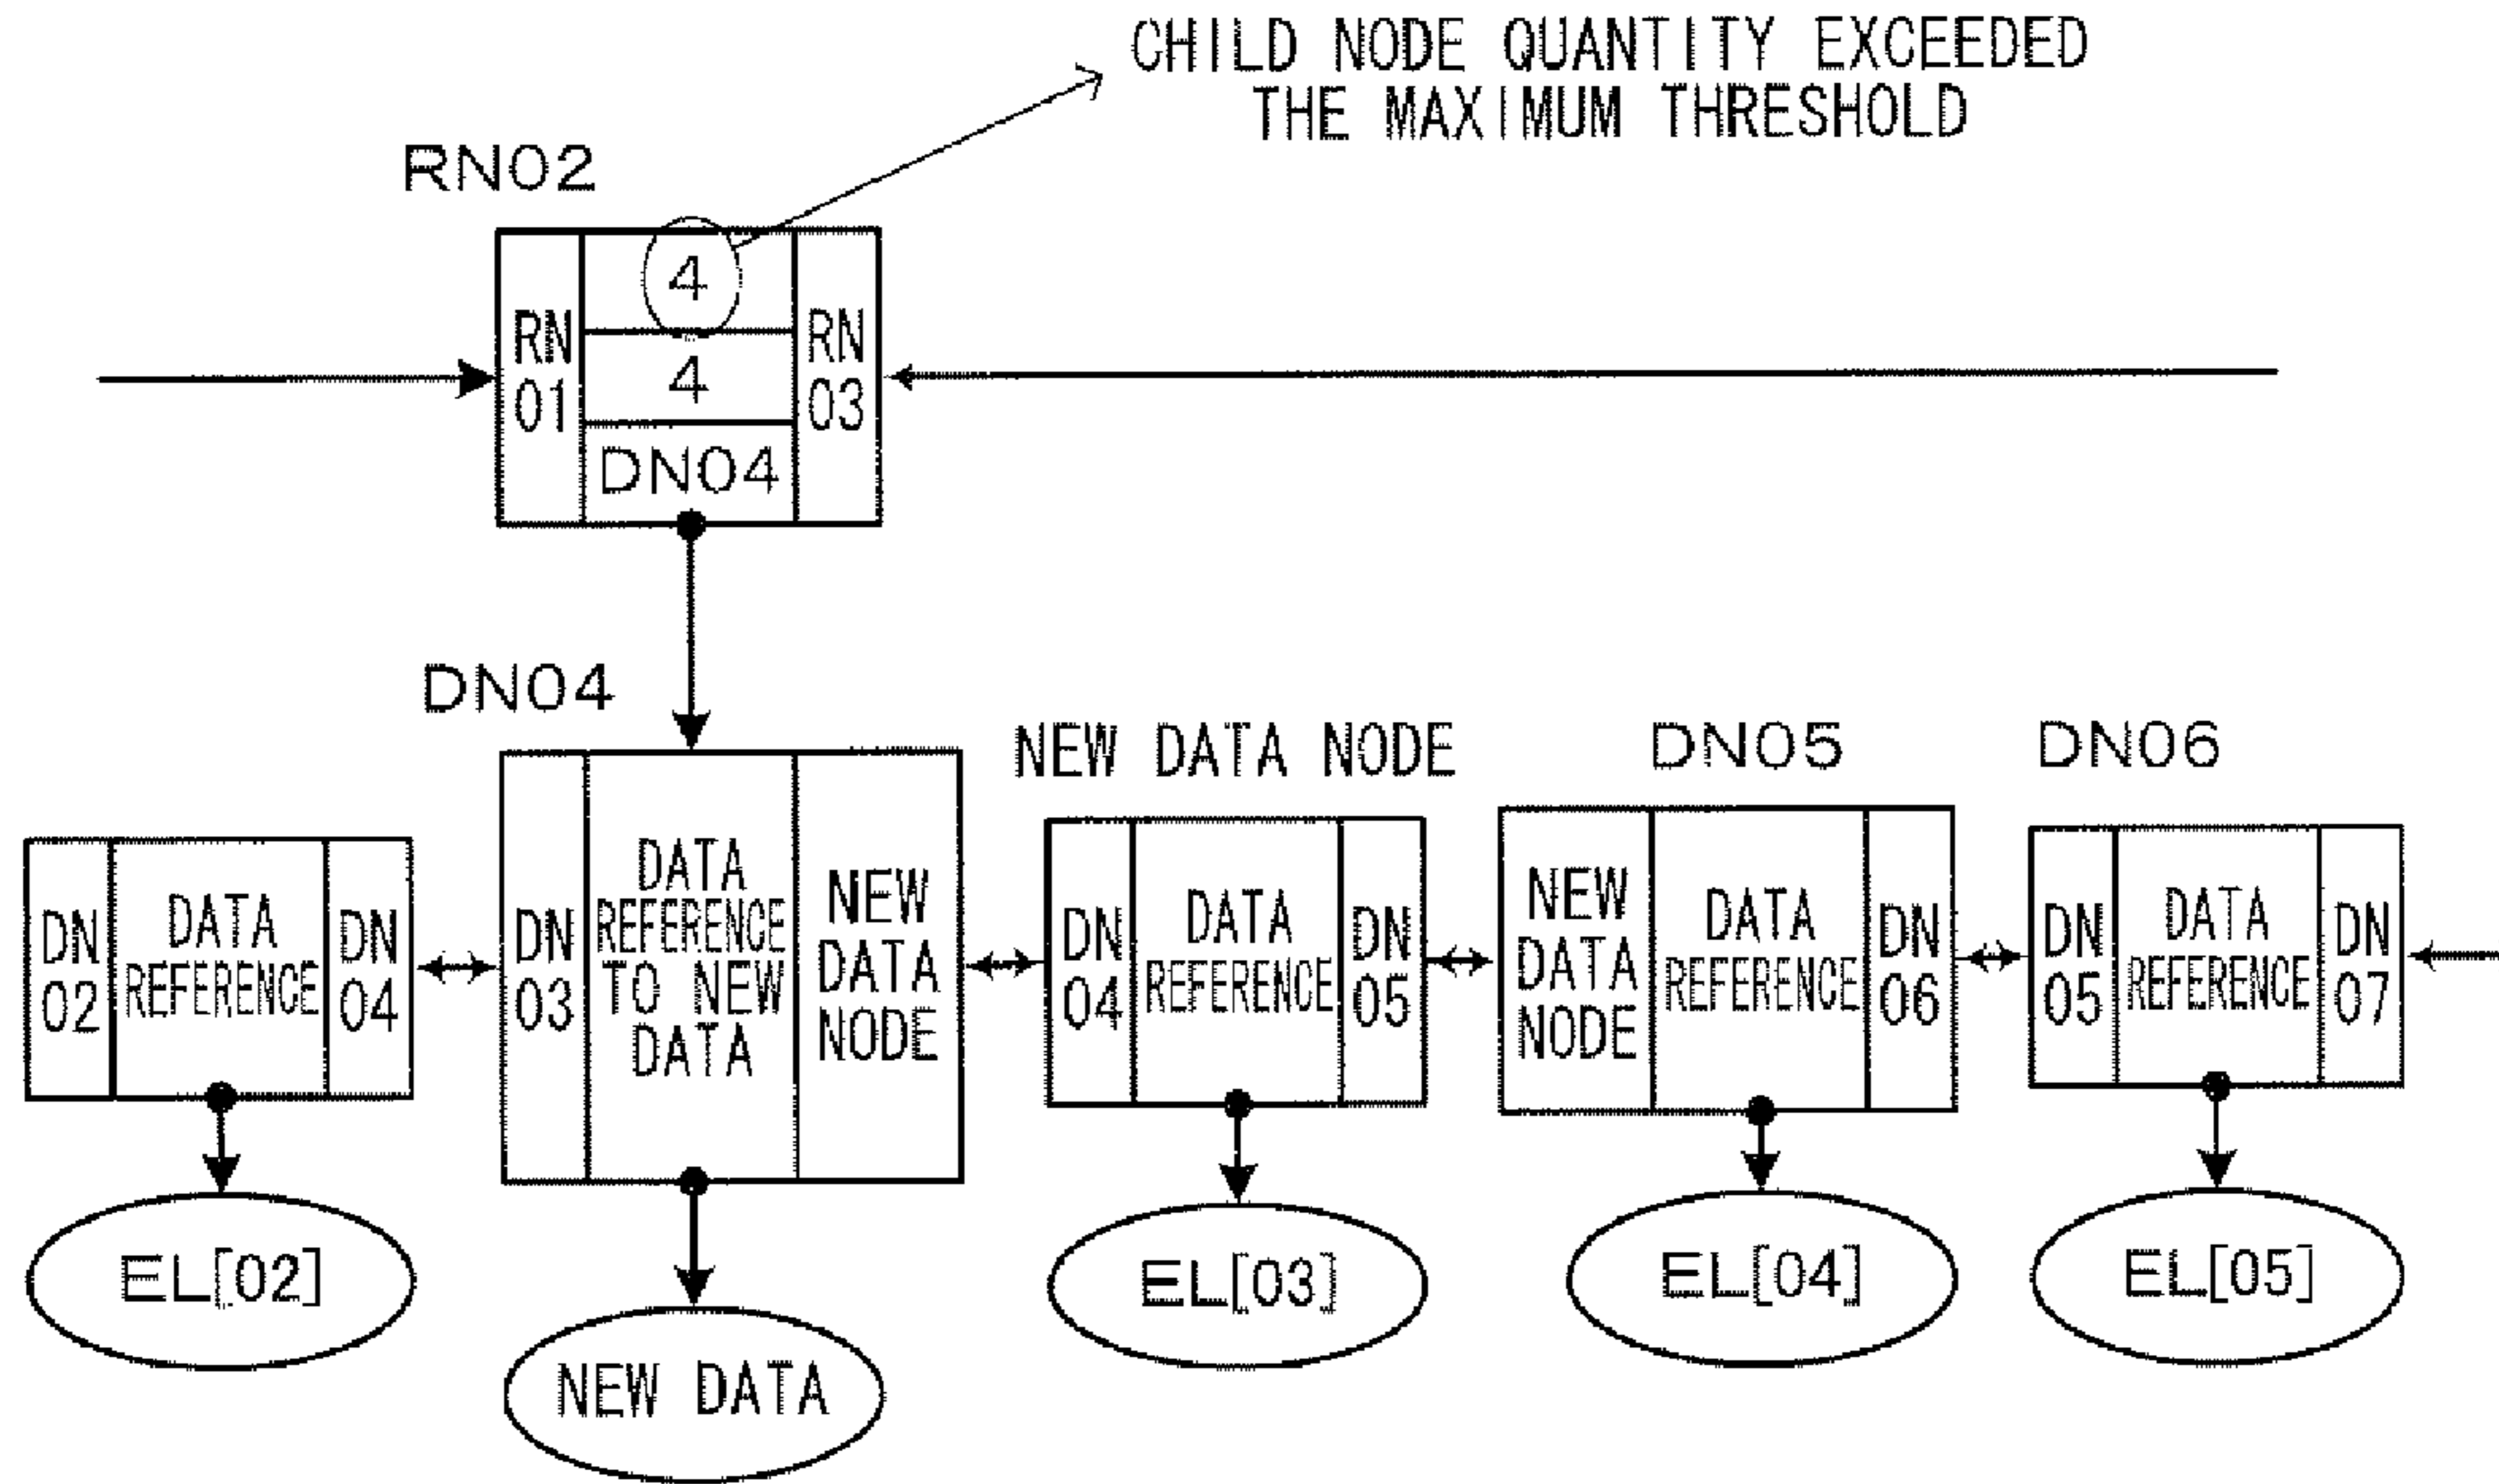 CHILD NODE QUANTITY EXCEEDED
THE MAXIMUM THRESHOLD
RN02
RN
01
4
4
DN04
RN
03
DN04
NEW DATA NODE
DN05
DN06
DN
02
DATA
REFERENCE
DN
04
DN
03
DATA
REFERENCE
TO NEW
DATA
NEW
DATA
NODE
DN
04
DATA
REFERENCE
DN
05
NEW
DATA
NODE
DATA
REFERENCE
DN
06
DN
05
DATA
REFERENCE
DN
07
EL[02]
NEW DATA
EL[03]
EL[04]
EL[05]